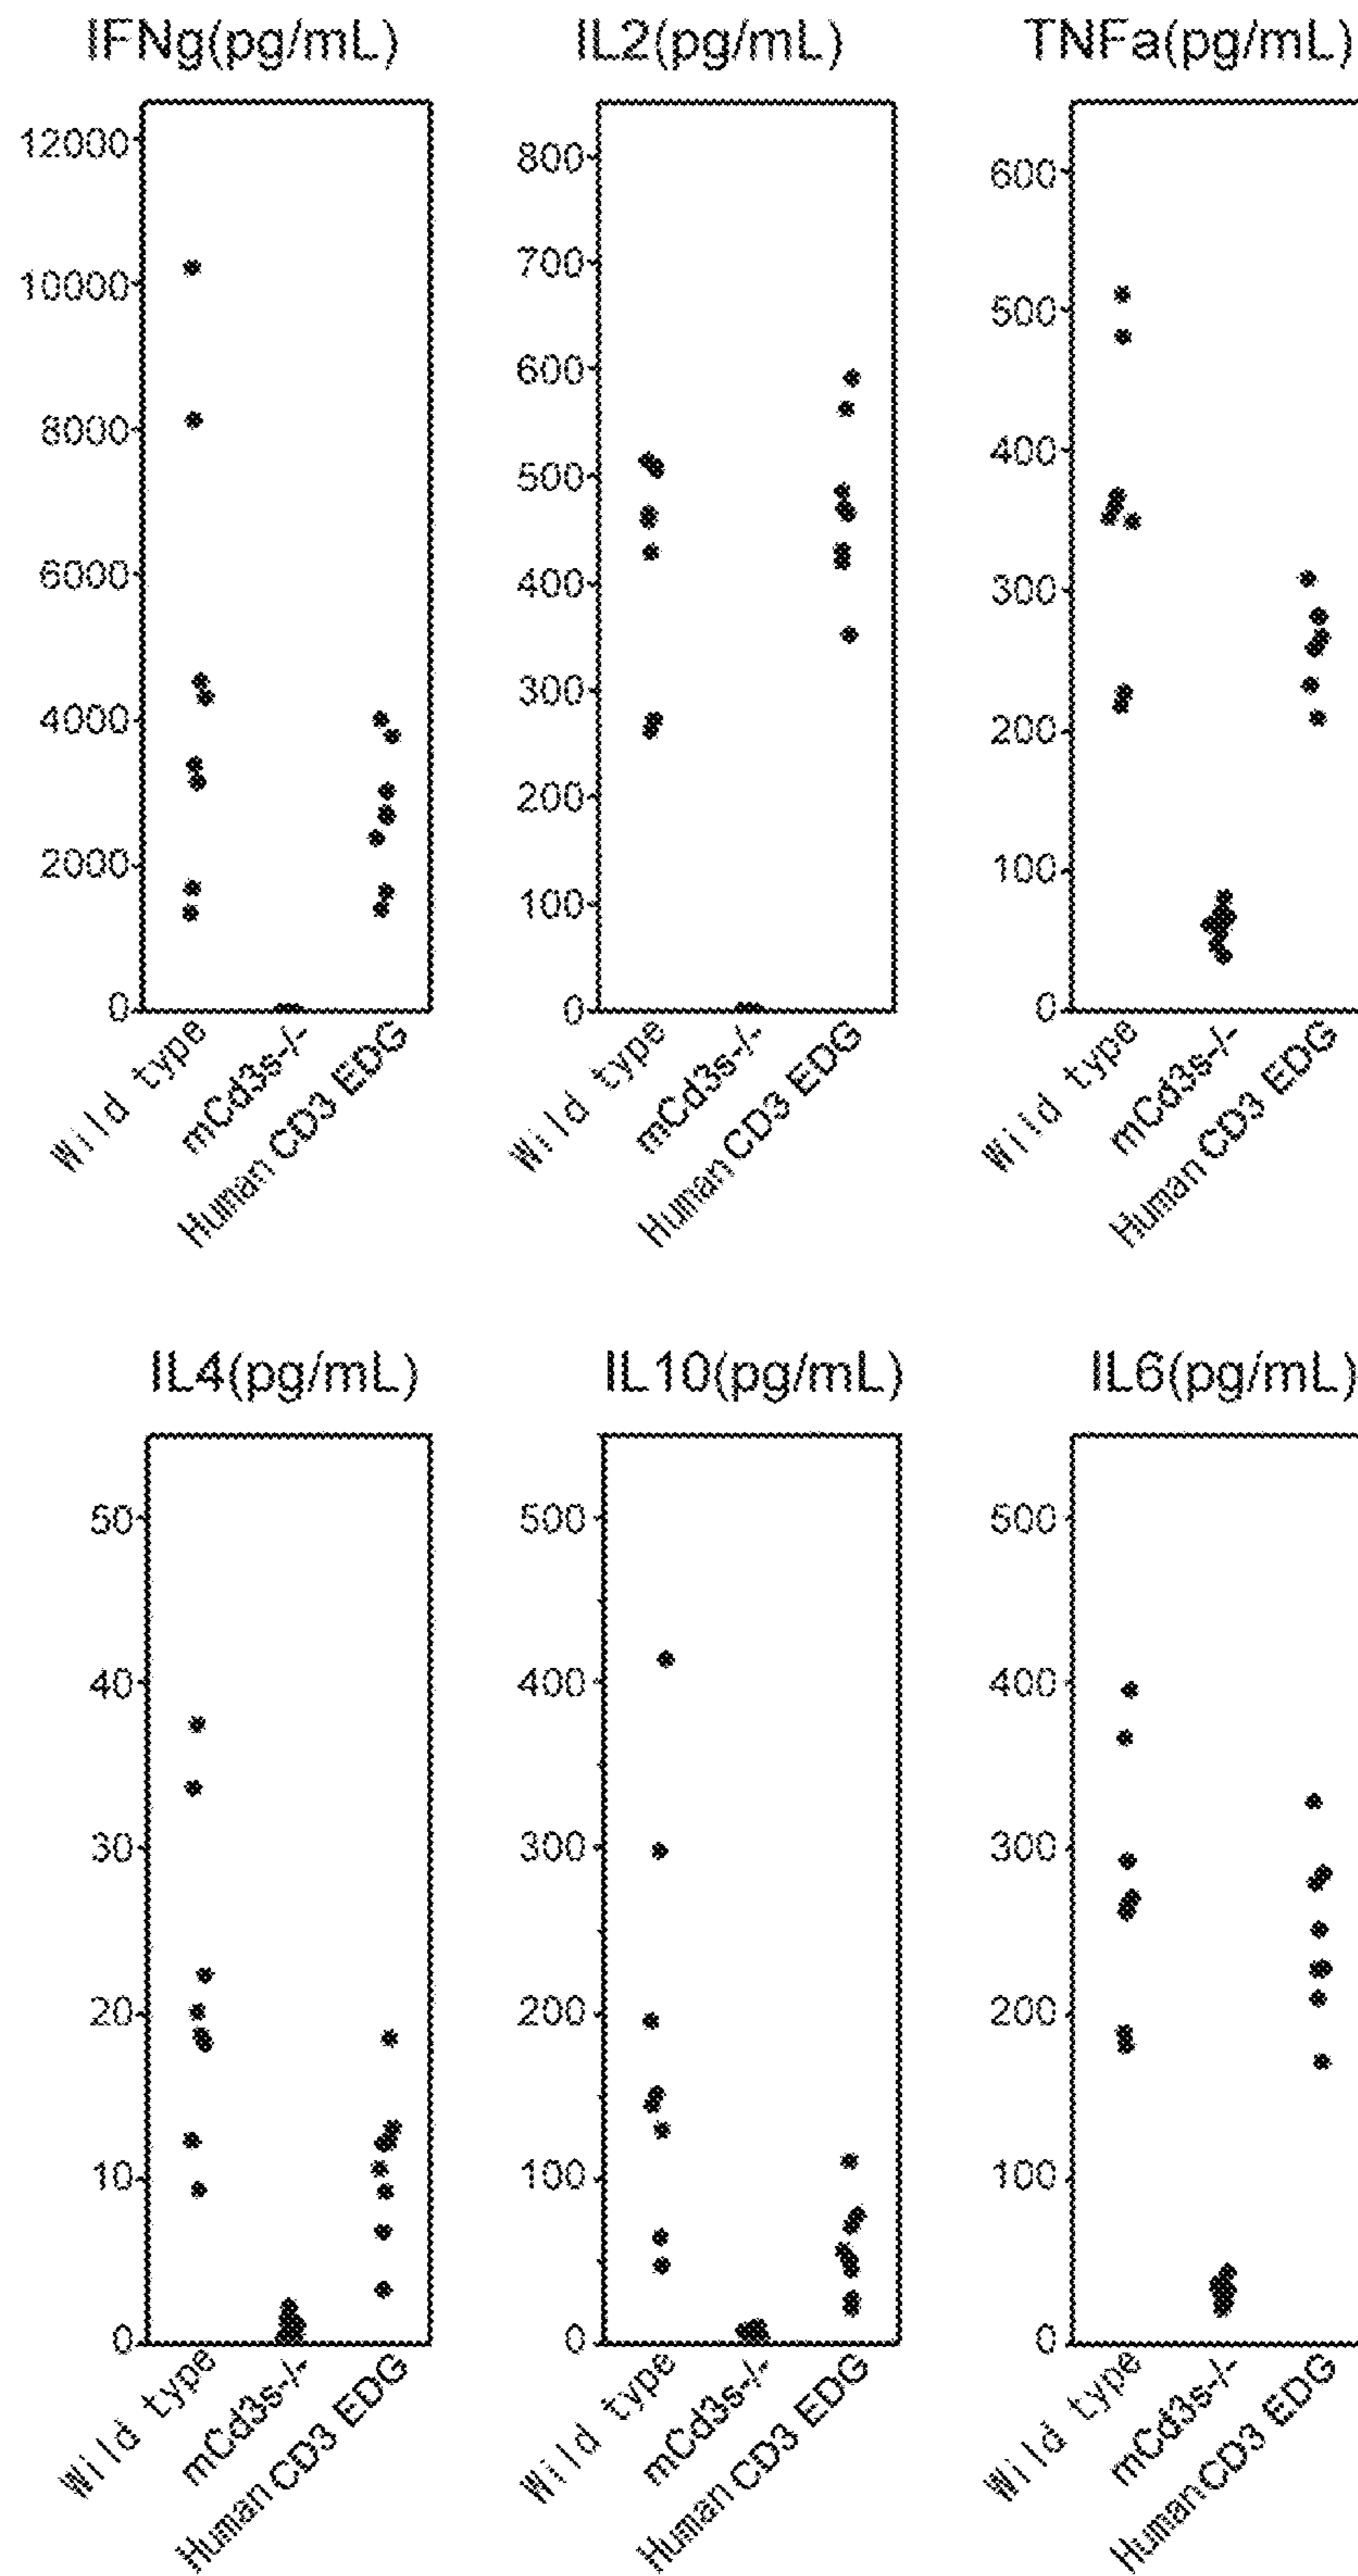 IFNg(pg/mL)
12000
10000
8000
6000
4000
2000
0
Wild type
mCd3s-/-
Human CD3 EDG
IL2(pg/mL)
800
700
600
500
400
300
200
100
0
Wild type
mCd3s-/-
Human CD3 EDG
TNFa(pg/mL)
600
500
400
300
200
100
0
Wild type
mCd3s-/-
Human CD3 EDG
IL4(pg/mL)
50
40
30
20
10
0
Wild type
mCd3s-/-
Human CD3 EDG
IL10(pg/mL)
500
400
300
200
100
0
Wild type
mCd3s-/-
Human CD3 EDG
IL6(pg/mL)
500
400
300
200
100
0
Wild type
mCd3s-/-
Human CD3 EDG